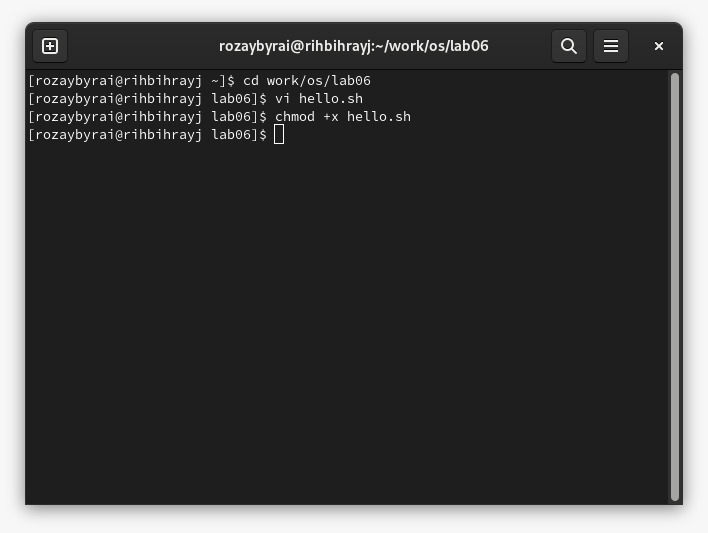 rozaybyrai@rihbihrayj:~/work/os/lab06
[rozaybyrai@rihbihrayj ~]$ cd work/os/lab06
[rozaybyrai@rihbihrayj lab06]$ vi hello.sh
[rozaybyrai@rihbihrayj lab06]$ chmod +x hello.sh
[rozaybyrai@rihbihrayj lab06]$